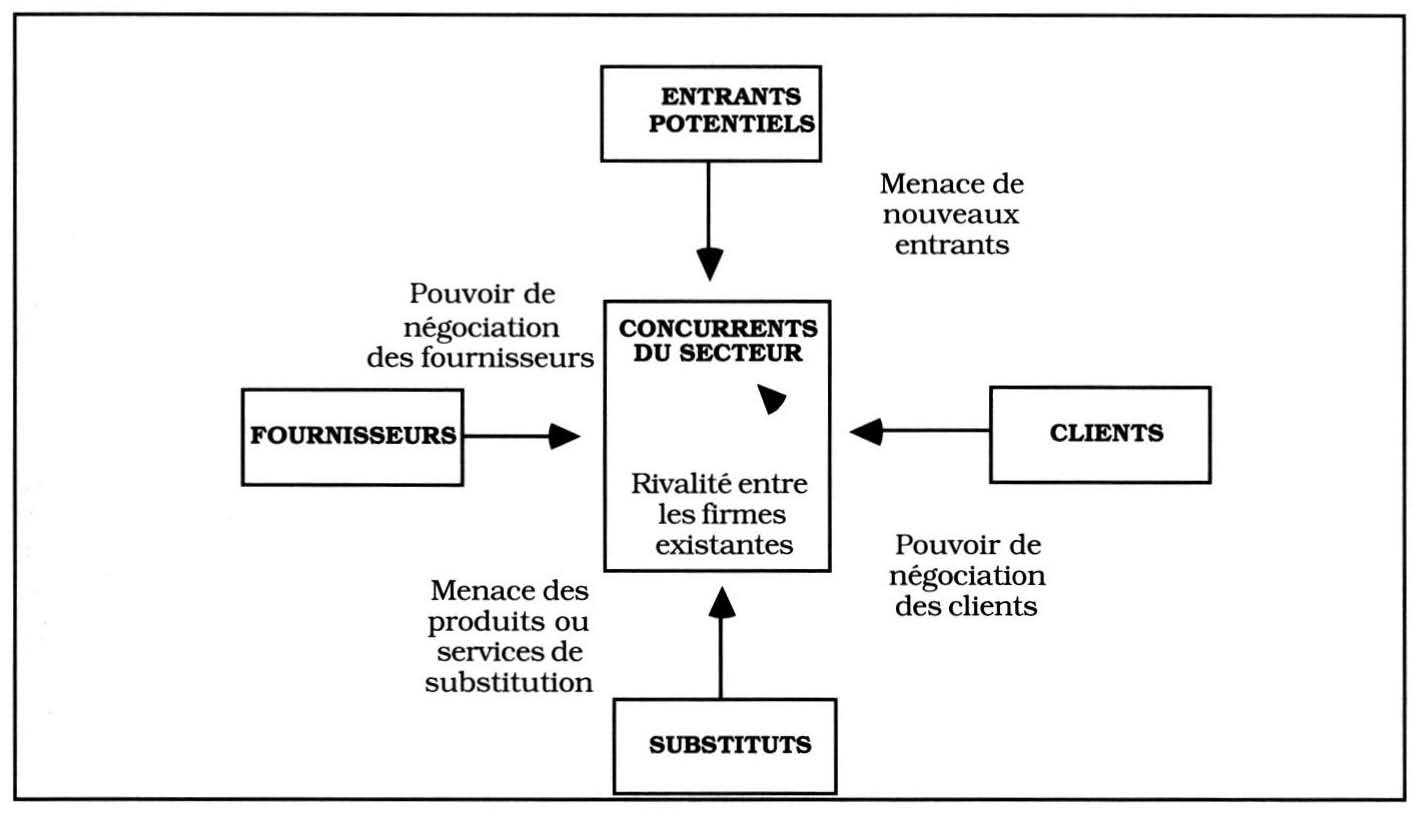 ENTRANTS
POTENTIELS
Menace de
nouveaux
entrants
Pouvoir de
négociation
des fournisseurs
CONCURRENTS
DU SECTEUR
FOURNISSEURS
CLIENTS
Rivalité entre
les firmes
existantes
Pouvoir de
négociation
des clients
Menace des
produits ou
services de
substitution
SUBSTITUTS